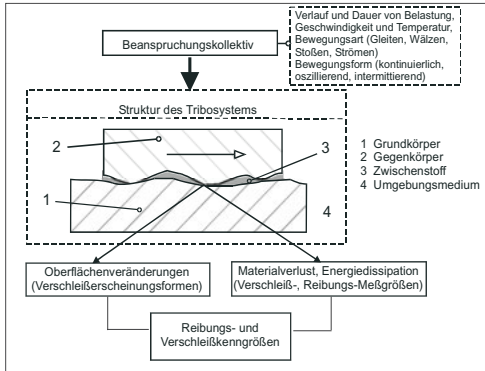 Beanspruchungskollektiv
Verlauf und Dauer von Belastung,
Geschwindigkeit und Temperatur,
Bewegungsart (Gleiten, Wälzen,
Stoßen, Strömen)
Bewegungsform (kontinuierlich,
oszillierend, intermittierend)
Struktur des Tribosystems
2
3
1
4
1 Grundkörper
2 Gegenkörper
3 Zwischenstoff
4 Umgebungsmedium
Oberflächenveränderungen
(Verschleißerscheinungsformen)
Materialverlust, Energiedissipation
(Verschleiß-, Reibungs-Meßgrößen)
Reibungs- und
Verschleißkenngrößen